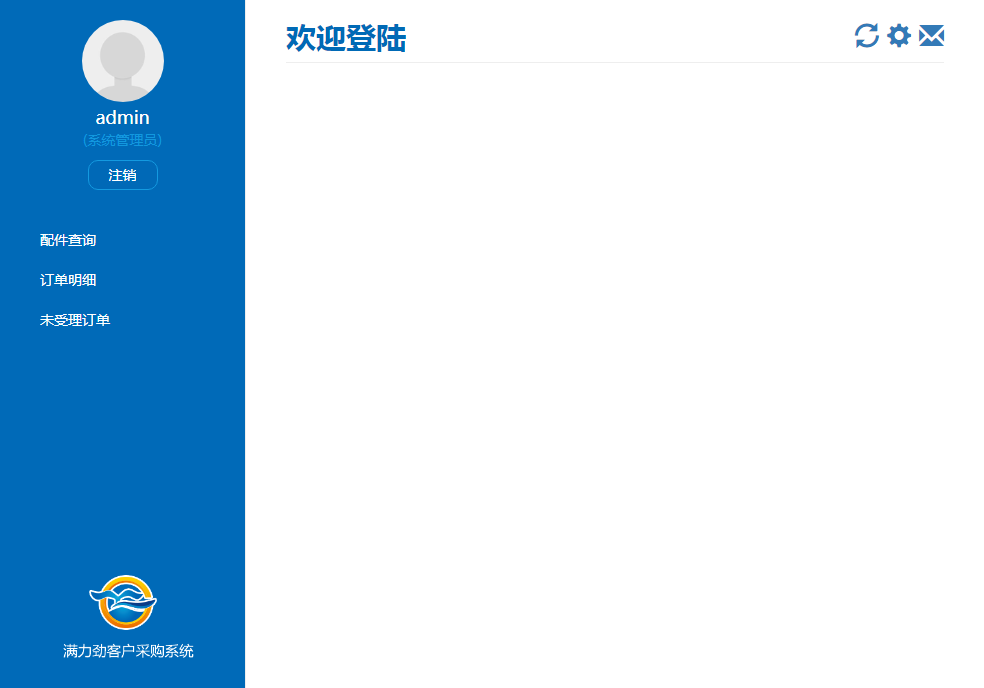 admin
(系统管理员)
注销
配件查询
订单明细
未受理订单
满力劲客户采购系统
欢迎登陆